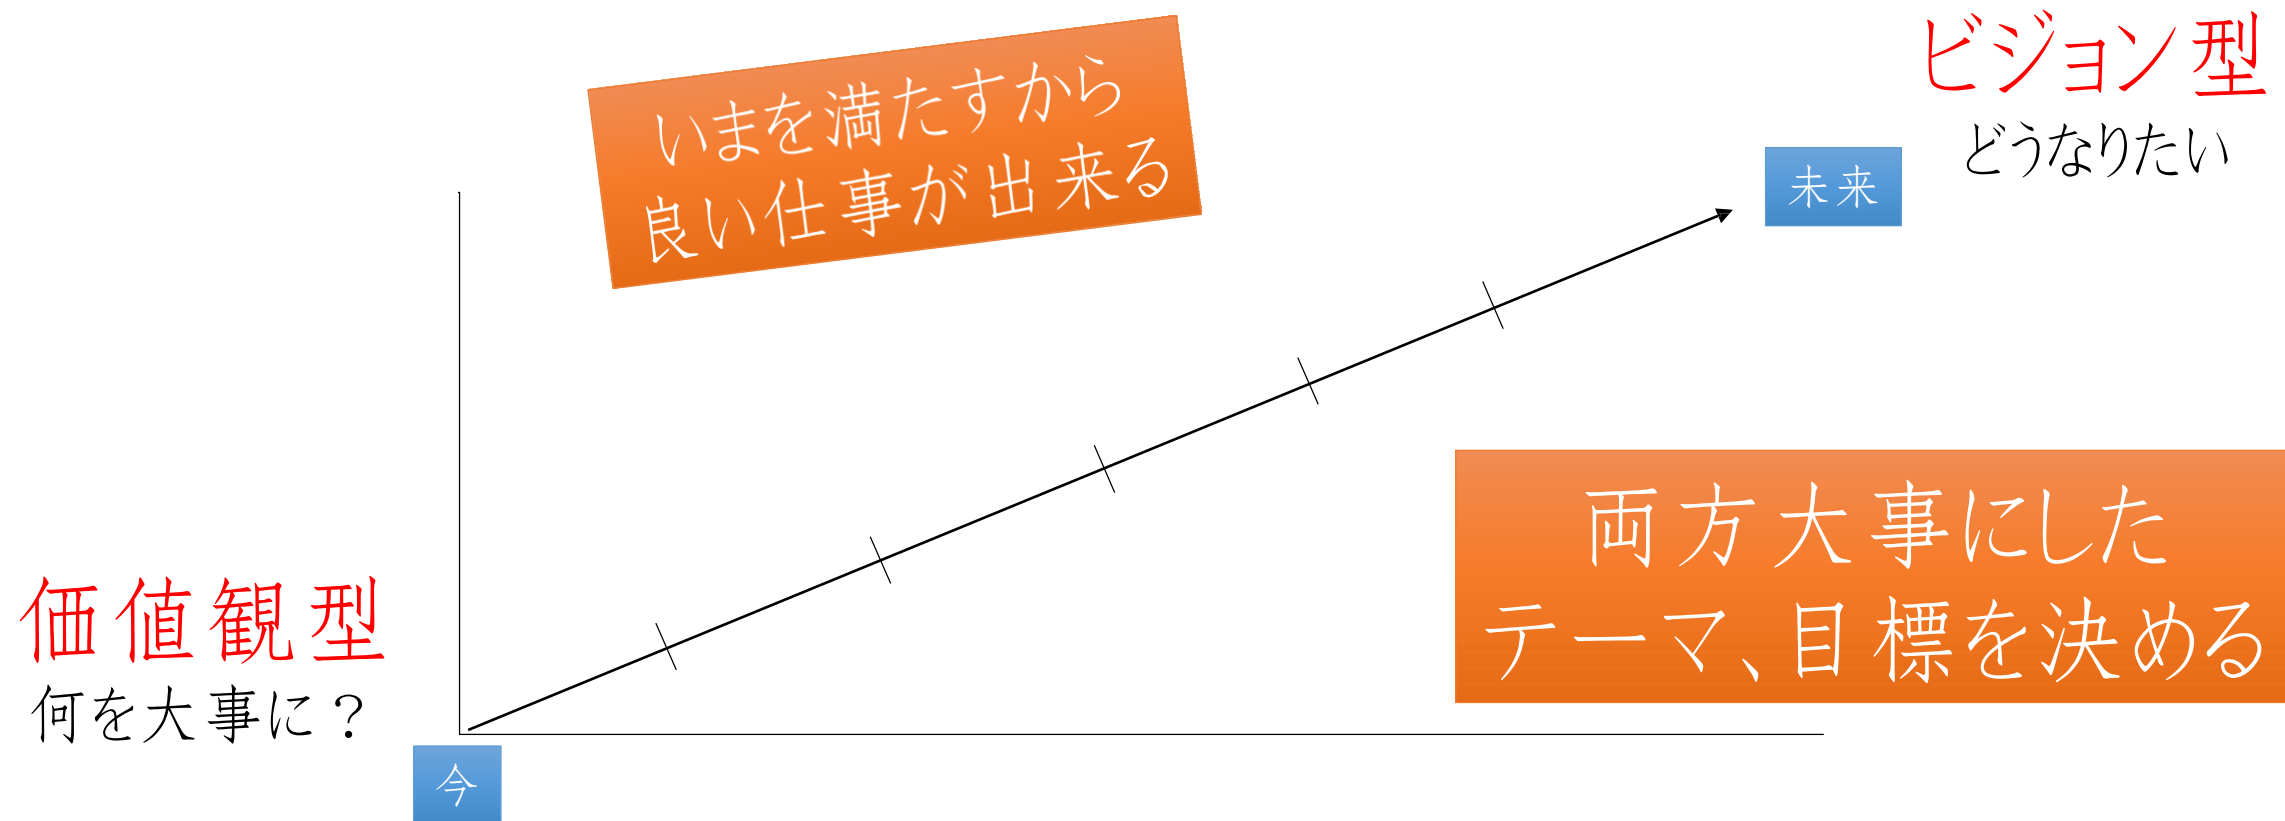 ビジョン型
どうなりたい
いまを満たすから
良い仕事が出来る
未来
両方大事にした
テーマ、目標を決める
価値観型
何を大事に？
今